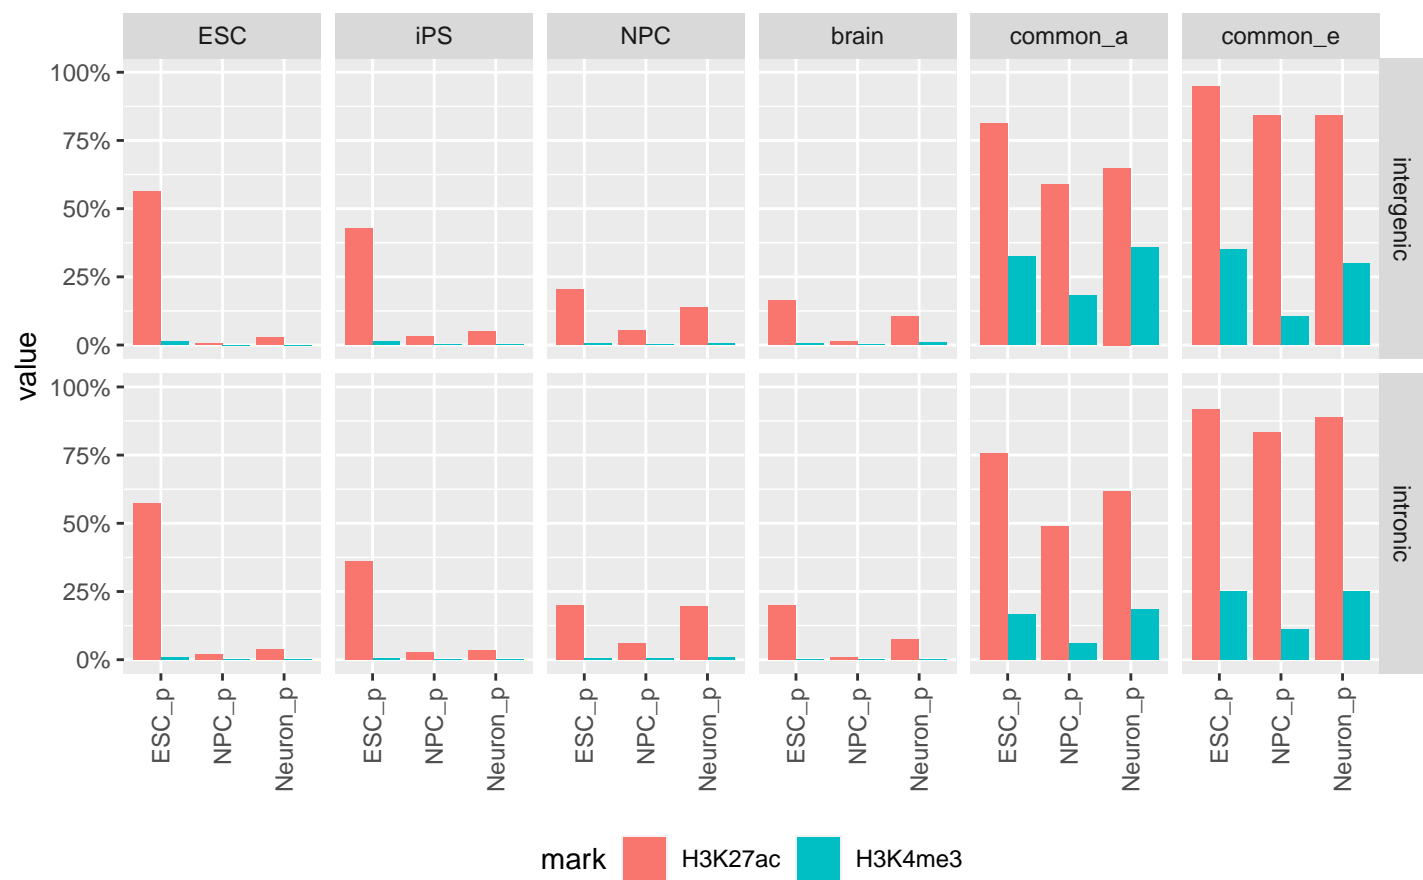 ESC iPS NPC brain common_a common_e
100%
75%
50%
25%
0%
intergenic
value
100%
75%
50%
25%
0%
intronic
ESC_p NPC_p Neuron_p ESC_p NPC_p Neuron_p ESC_p NPC_p Neuron_p ESC_p NPC_p Neuron_p ESC_p NPC_p Neuron_p ESC_p NPC_p Neuron_p
mark H3K27ac H3K4me3